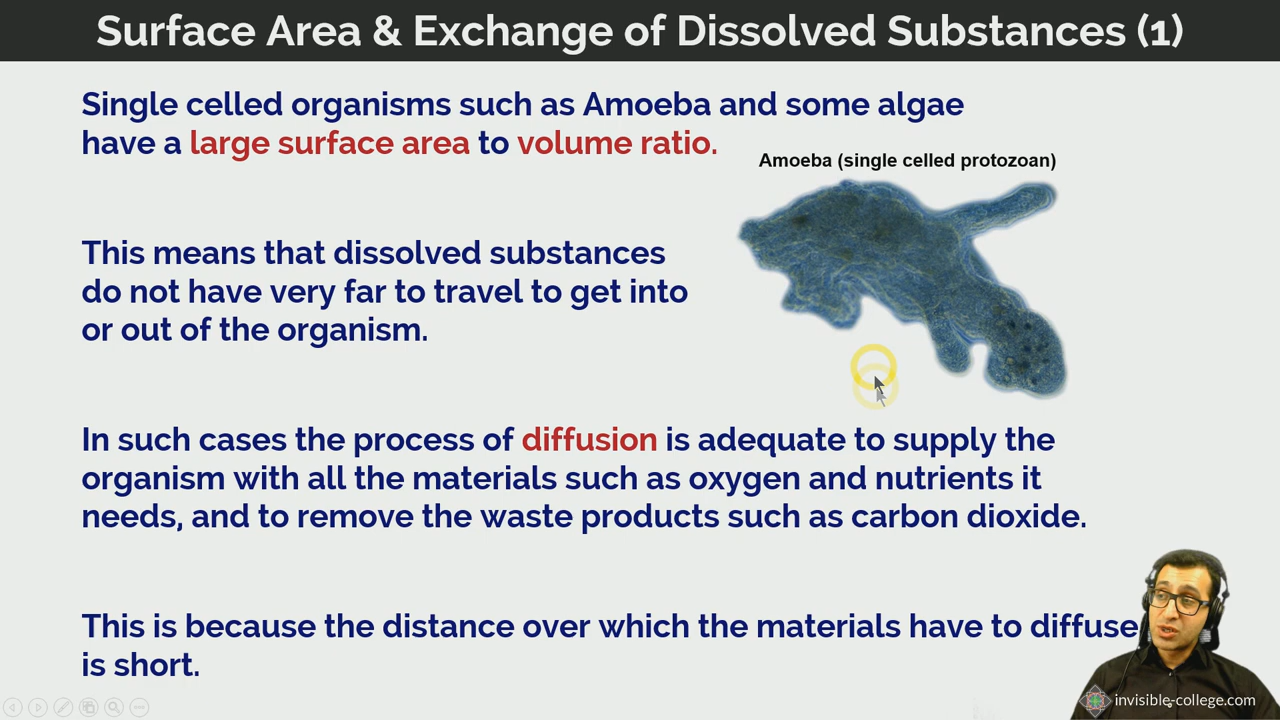 Surface Area & Exchange of Dissolved Substances (1)
Single celled organisms such as Amoeba and some algae
have a large surface area to volume ratio.
Amoeba (single celled protozoan)
This means that dissolved substances
do not have very far to travel to get into
or out of the organism.
In such cases the process of diffusion is adequate to supply the
organism with all the materials such as oxygen and nutrients it
needs, and to remove the waste products such as carbon dioxide.
This is because the distance over which the materials have to diffuse
is short.
invisible-college.com